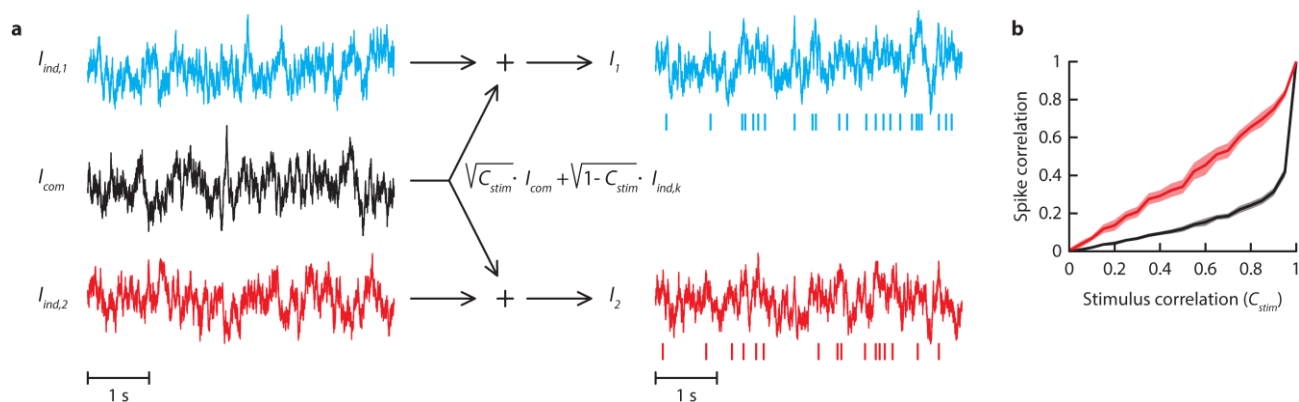 a
I_ind,1
+
I_1
I_com
√C_stim · I_com + √1- C_stim · I_ind,k
I_ind,2
+
I_2
1 s
1 s
b
Spike correlation
1
0.8
0.6
0.4
0.2
0
0 0.2 0.4 0.6 0.8 1
Stimulus correlation (C_stim)